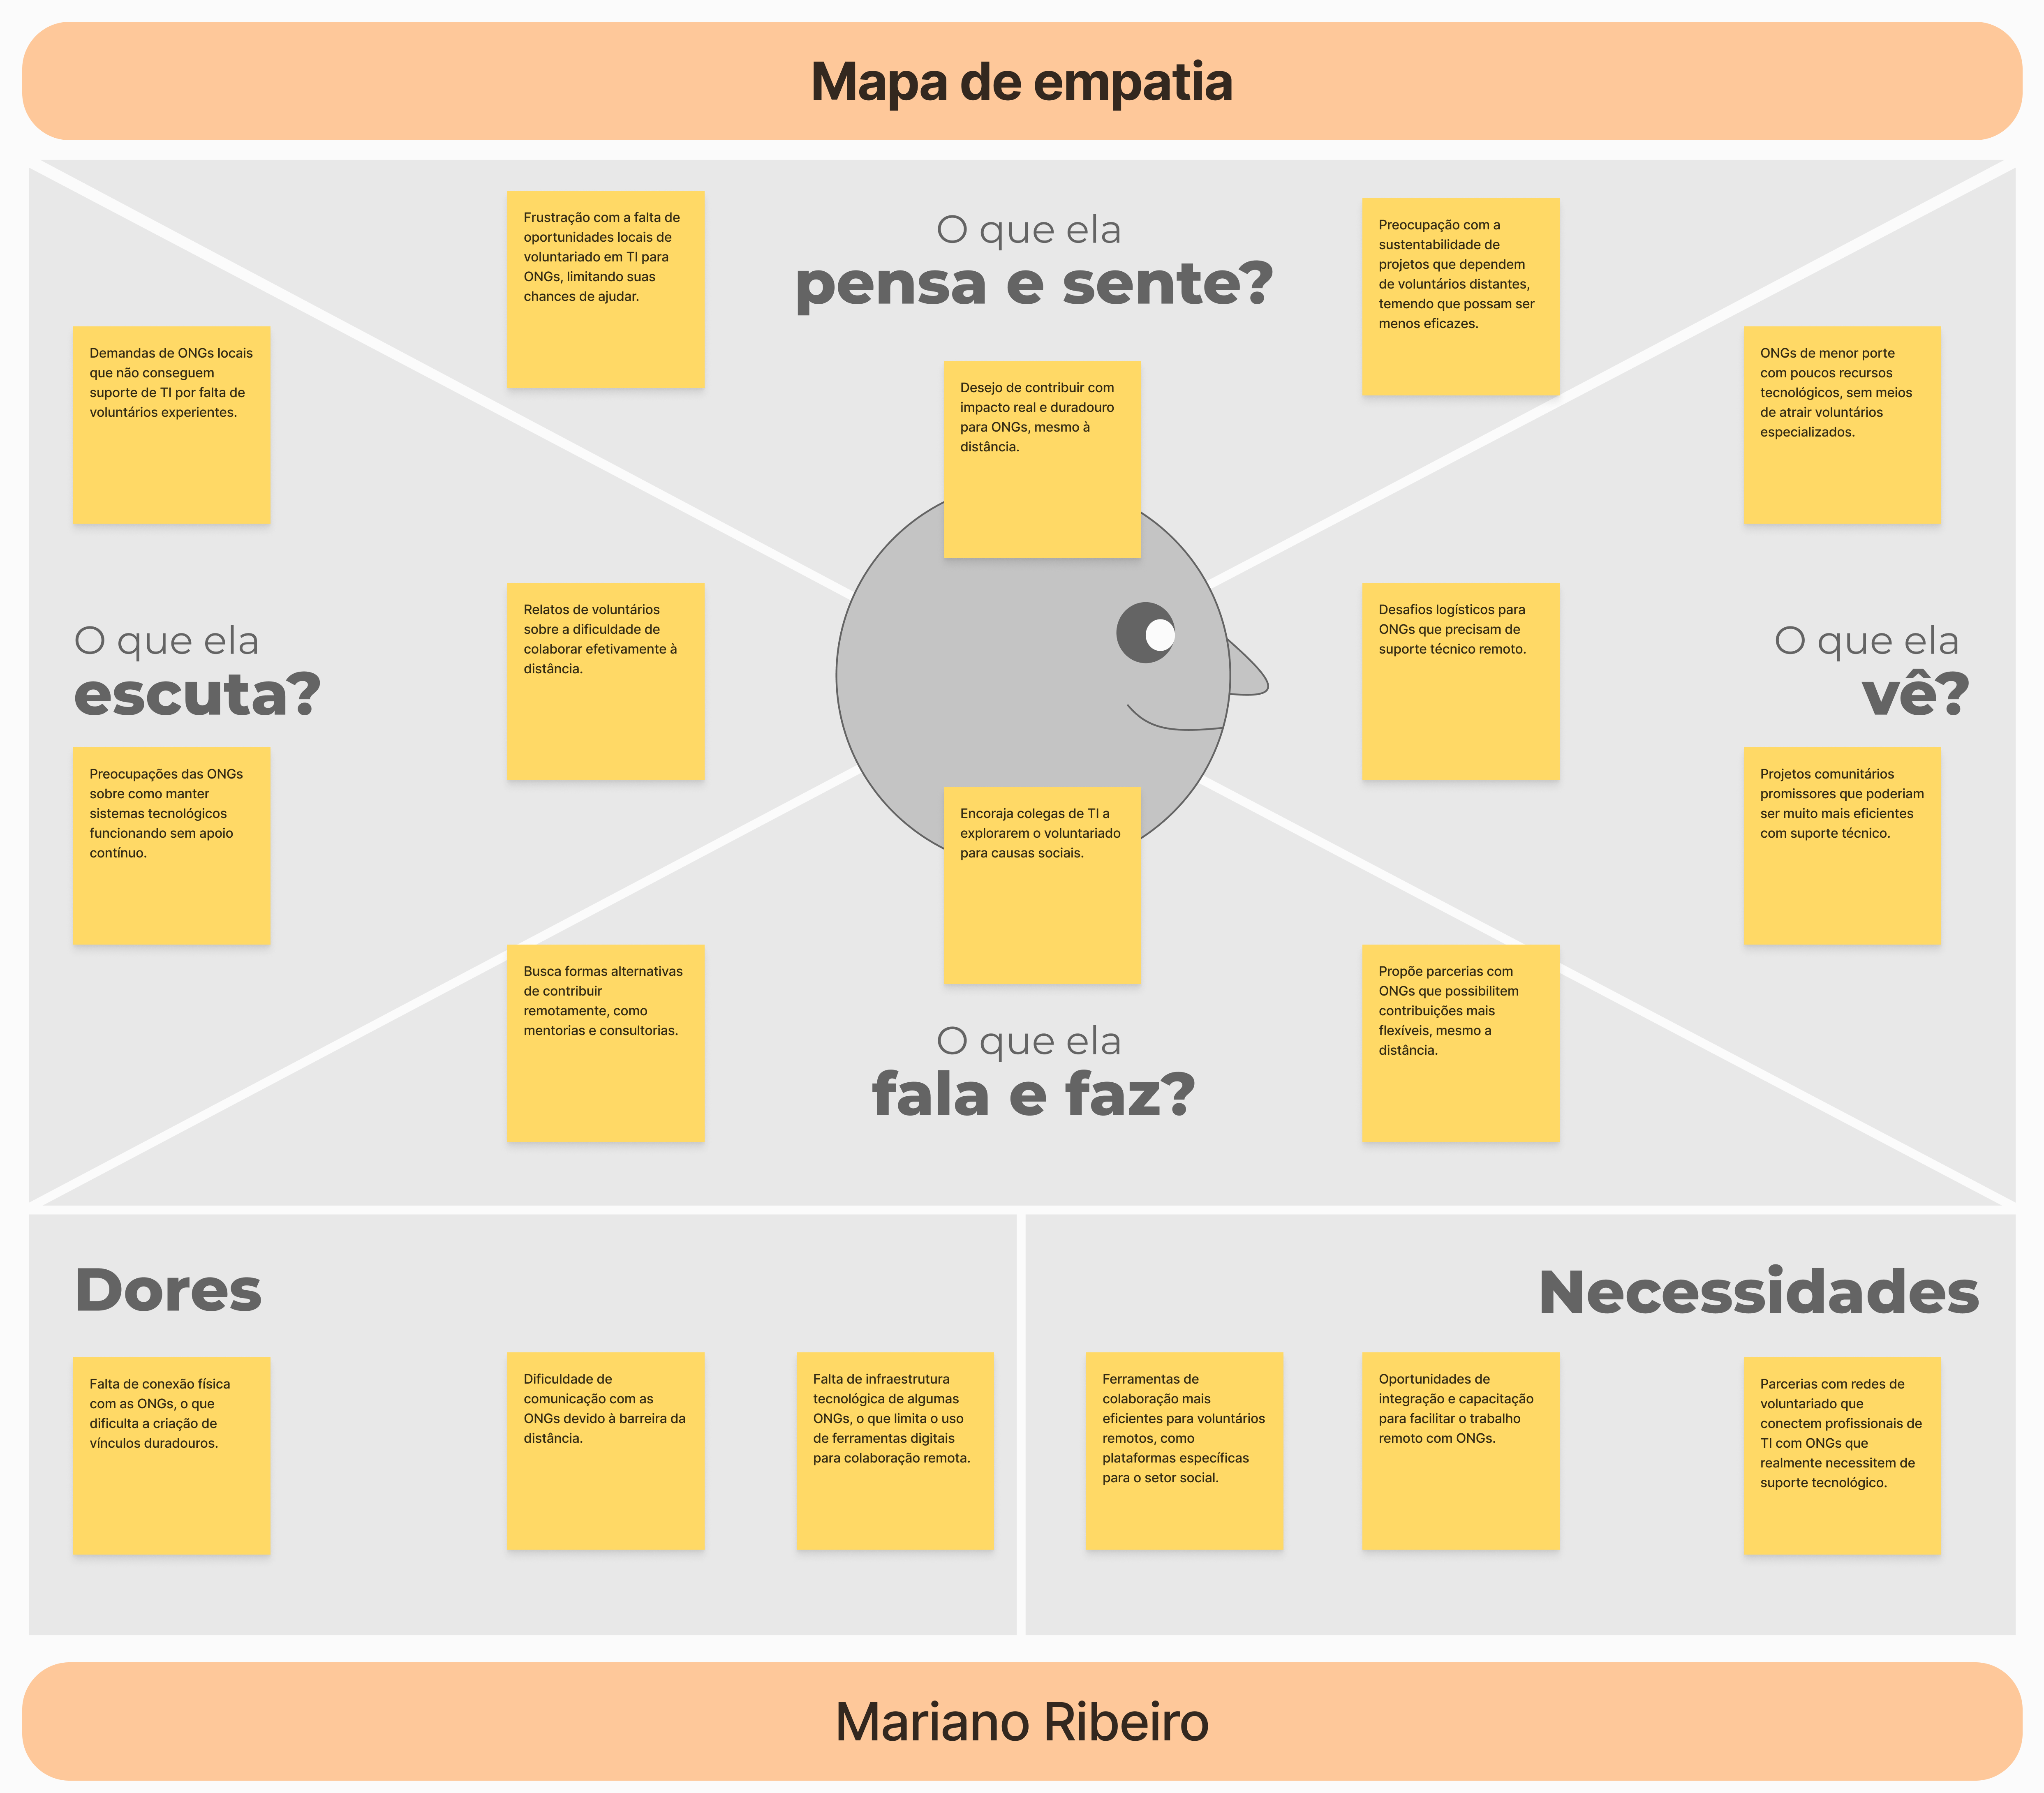 Mapa de empatia
O que ela
pensa e sente?
Frustração com a falta de
oportunidades locais de
voluntariado em TI para
ONGs, limitando suas
chances de ajudar.
Desejo de contribuir com
impacto real e duradouro
para ONGs, mesmo à
distância.
Preocupação com a
sustentabilidade de
projetos que dependem
de voluntários distantes,
temendo que possam ser
menos eficazes.
O que ela
escuta?
Demandas de ONGs locais
que não conseguem
suporte de TI por falta de
voluntários experientes.
Relatos de voluntários
sobre a dificuldade de
colaborar efetivamente à
distância.
Preocupações das ONGs
sobre como manter
sistemas tecnológicos
funcionando sem apoio
contínuo.
O que ela
vê?
ONGs de menor porte
com poucos recursos
tecnológicos, sem meios
de atrair voluntários
especializados.
Desafios logísticos para
ONGs que precisam de
suporte técnico remoto.
Projetos comunitários
promissores que poderiam
ser muito mais eficientes
com suporte técnico.
O que ela
fala e faz?
Encoraja colegas de TI a
explorarem o voluntariado
para causas sociais.
Busca formas alternativas
de contribuir
remotamente, como
mentorias e consultorias.
Propõe parcerias com
ONGs que possibilitem
contribuições mais
flexíveis, mesmo a
distância.
Dores
Falta de conexão física
com as ONGs, o que
dificulta a criação de
vínculos duradouros.
Dificuldade de
comunicação com as
ONGs devido à barreira da
distância.
Falta de infraestrutura
tecnológica de algumas
ONGs, o que limita o uso
de ferramentas digitais
para colaboração remota.
Necessidades
Ferramentas de
colaboração mais
eficientes para voluntários
remotos, como
plataformas específicas
para o setor social.
Oportunidades de
integração e capacitação
para facilitar o trabalho
remoto com ONGs.
Parcerias com redes de
voluntariado que
conectem profissionais de
TI com ONGs que
realmente necessitem de
suporte tecnológico.
Mariano Ribeiro